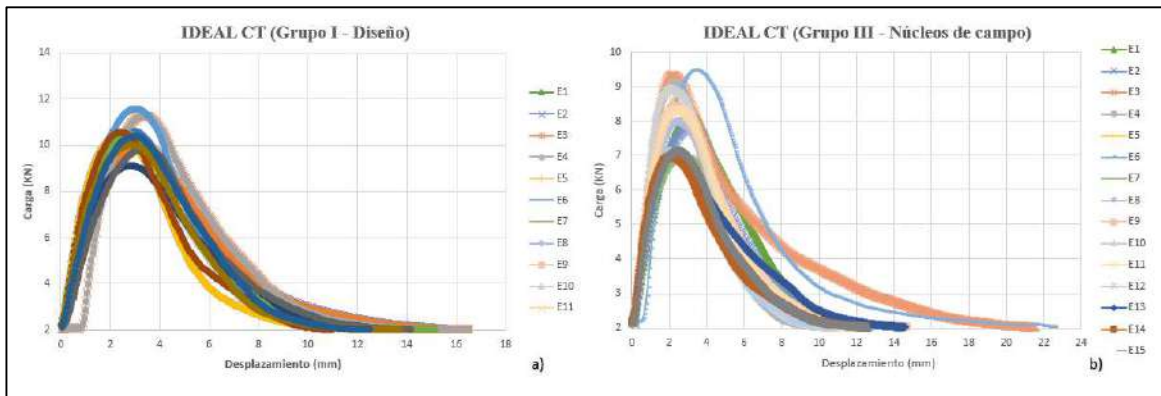 IDEAL CT (Grupo I - Diseño)
14
12
10
8
6
4
2
0 2 4 6 8 10 12 14 16 18
Carga (KN)
Desplazamiento (mm)
a)
E1
E2
E3
E4
E5
E6
E7
E8
E9
E10
E11
IDEAL CT (Grupo III - Núcleos de campo)
10
9
8
7
6
5
4
3
2
0 2 4 6 8 10 12 14 16 18 20 22 24
Carga (KN)
Desplazamiento (mm)
b)
E1
E2
E3
E4
E5
E6
E7
E8
E9
E10
E11
E12
E13
E14
E15